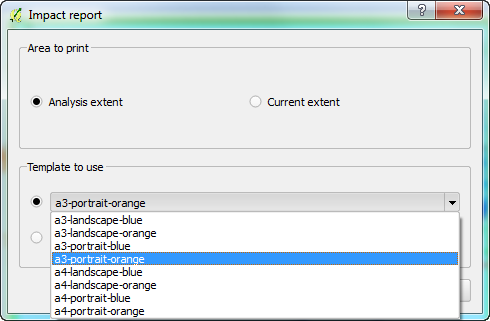 Impact report
Area to print
Analysis extent
Current extent
Template to use
a3-portrait-orange
a3-landscape-blue
a3-landscape-orange
a3-portrait-blue
a3-portrait-orange
a4-landscape-blue
a4-landscape-orange
a4-portrait-blue
a4-portrait-orange